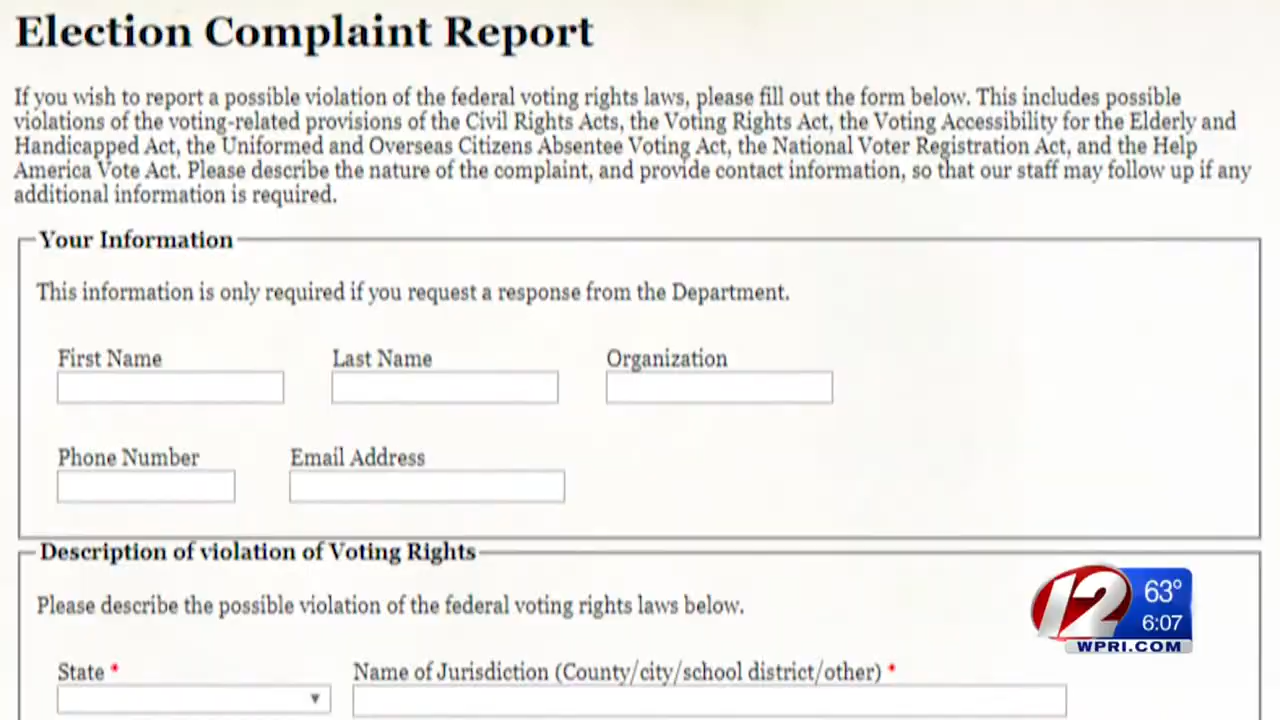 Election Complaint Report
If you wish to report a possible violation of the federal voting rights laws, please fill out the form below. This includes possible
violations of the voting-related provisions of the Civil Rights Acts, the Voting Rights Act, the Voting Accessibility for the Elderly and
Handicapped Act, the Uniformed and Overseas Citizens Absentee Voting Act, the National Voter Registration Act, and the Help
America Vote Act. Please describe the nature of the complaint, and provide contact information, so that our staff may follow up if any
additional information is required.
Your Information
This information is only required if you request a response from the Department.
First Name Last Name Organization
Phone Number Email Address
Description of violation of Voting Rights
Please describe the possible violation of the federal voting rights laws below.
State * Name of Jurisdiction (County/city/school district/other) *
12 63°
6:07
WPRI.COM